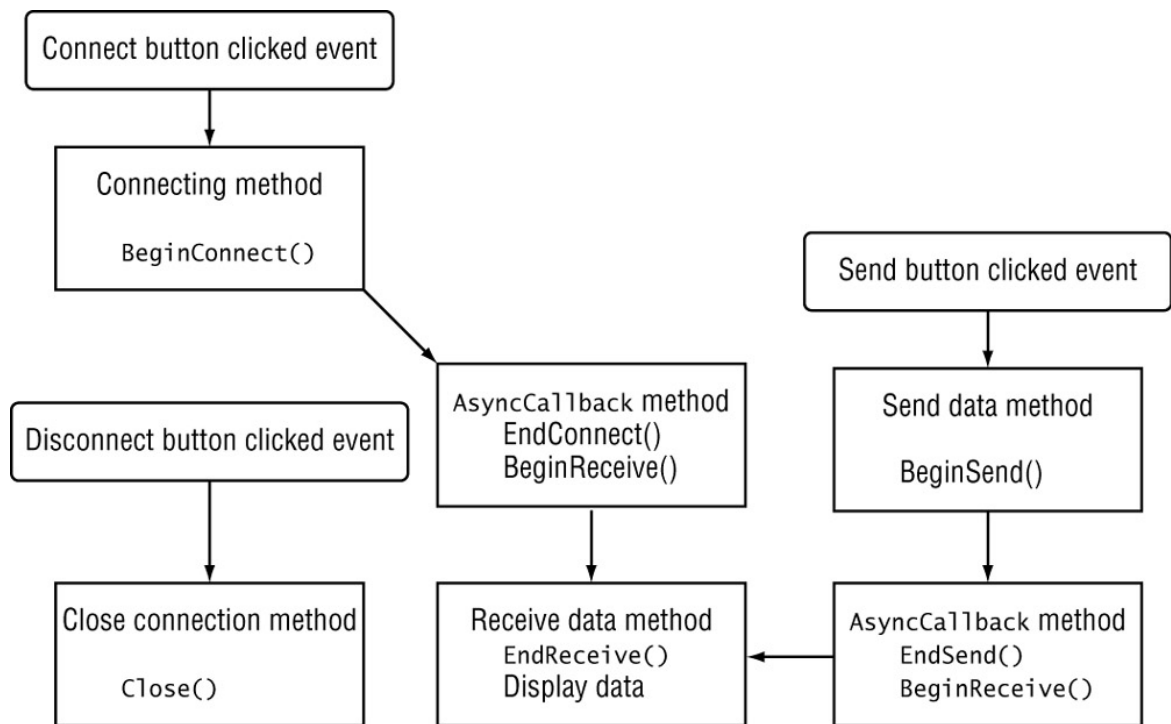 Connect button clicked event
Connecting method
BeginConnect()
Send button clicked event
AsyncCallback method
EndConnect()
BeginReceive()
Send data method
BeginSend()
Disconnect button clicked event
Close connection method
Close()
Receive data method
EndReceive()
Display data
AsyncCallback method
EndSend()
BeginReceive()